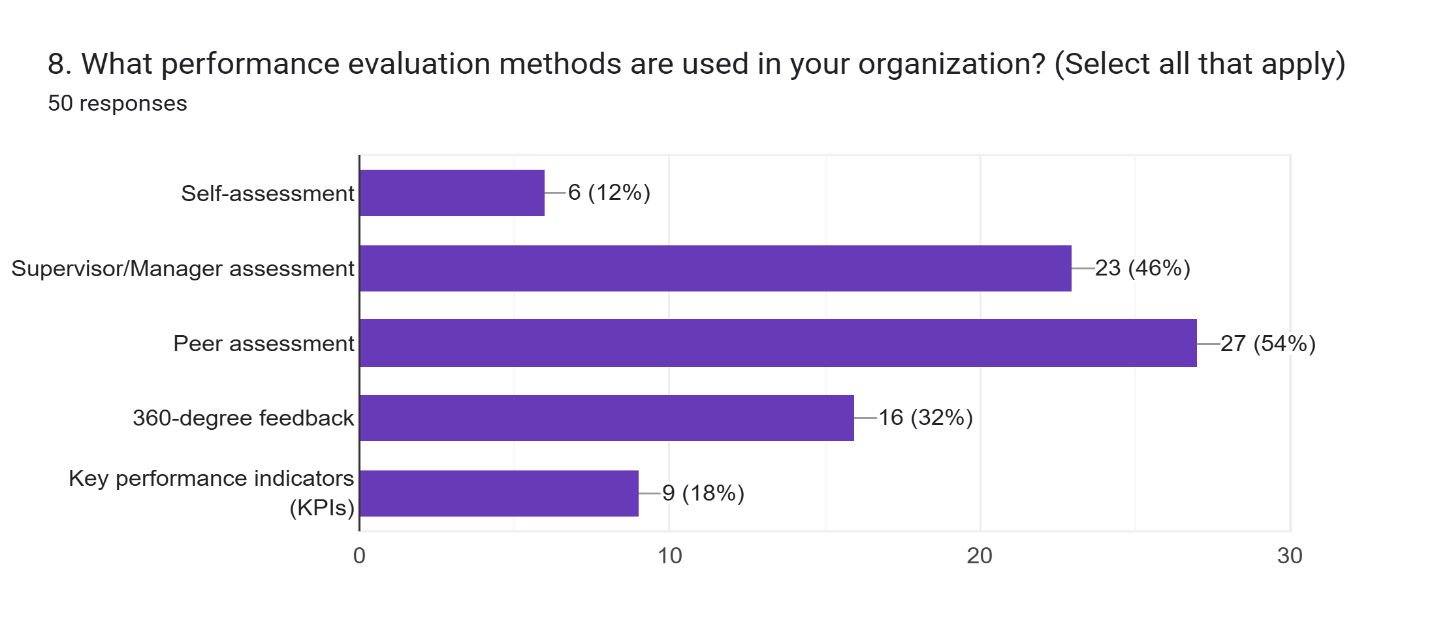 8. What performance evaluation methods are used in your organization? (Select all that apply)
50 responses
Self-assessment
6 (12%)
Supervisor/Manager assessment
23 (46%)
Peer assessment
27 (54%)
360-degree feedback
16 (32%)
Key performance indicators
(KPIs)
9 (18%)
0
10
20
30